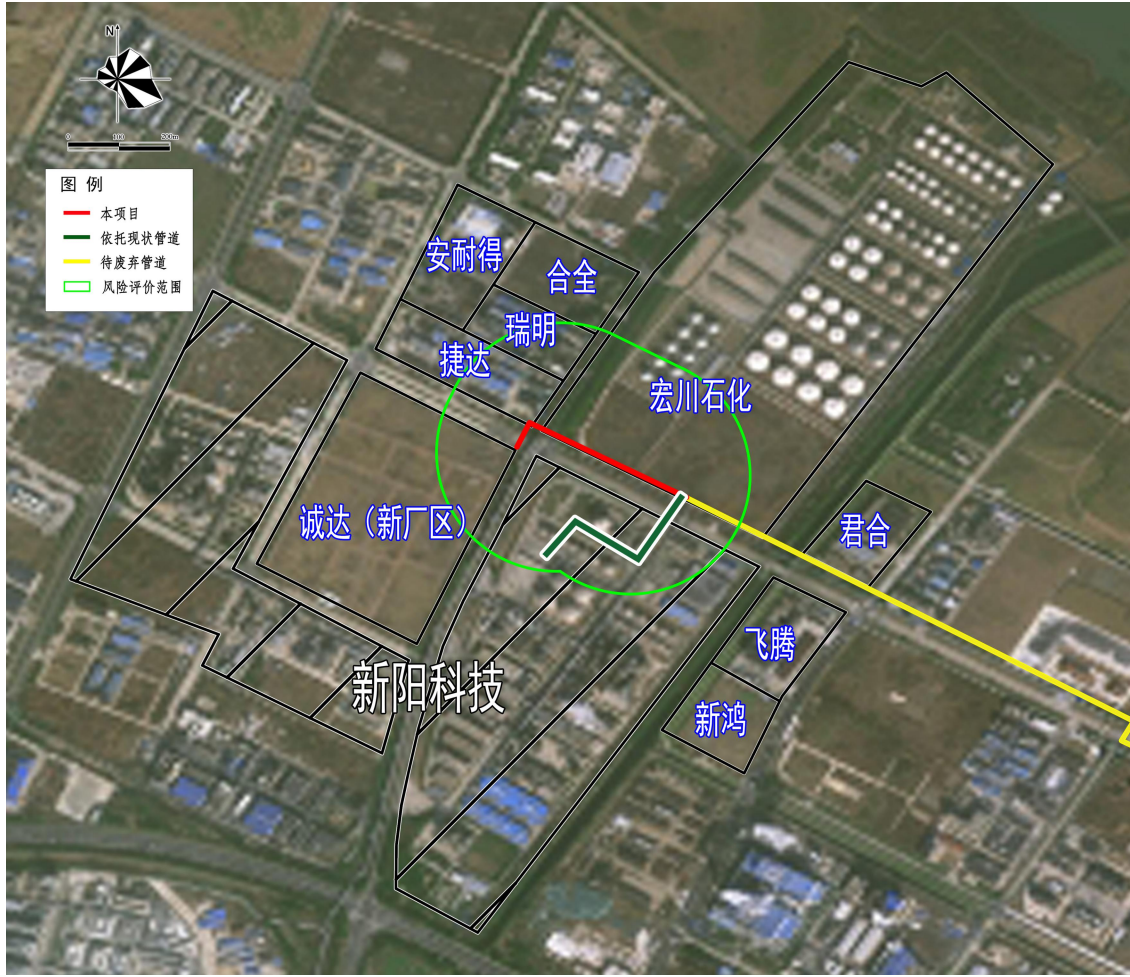 N
0 100 200m
图 例
本项目
依托现状管道
待废弃管道
风险评价范围
安耐得
合全
瑞明
捷达
宏川石化
诚达（新厂区）
君合
飞腾
新阳科技
新鸿